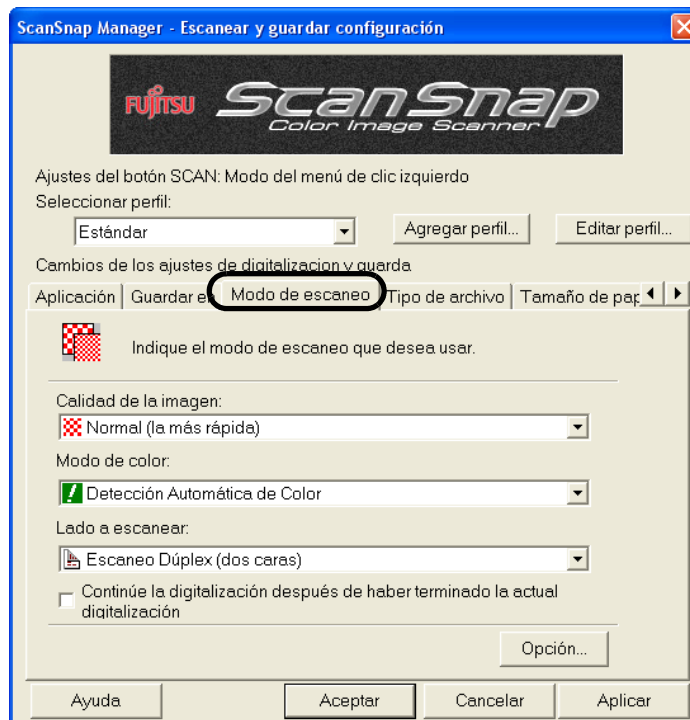 ScanSnap Manager - Escanear y guardar configuración
FUJITSU ScanSnap
Color Image Scanner
Ajustes del botón SCAN: Modo del menú de clic izquierdo
Seleccionar perfil:
Estándar Agregar perfil... Editar perfil...
Cambios de los ajustes de digitalizacion y guarda
Aplicación Guardar en Modo de escaneo Tipo de archivo Tamaño de pap
Indique el modo de escaneo que desea usar.
Calidad de la imagen:
Normal (la más rápida)
Modo de color:
Detección Automática de Color
Lado a escanear:
Escaneo Dúplex (dos caras)
Continúe la digitalización después de haber terminado la actual
digitalización
Opción...
Ayuda Aceptar Cancelar Aplicar